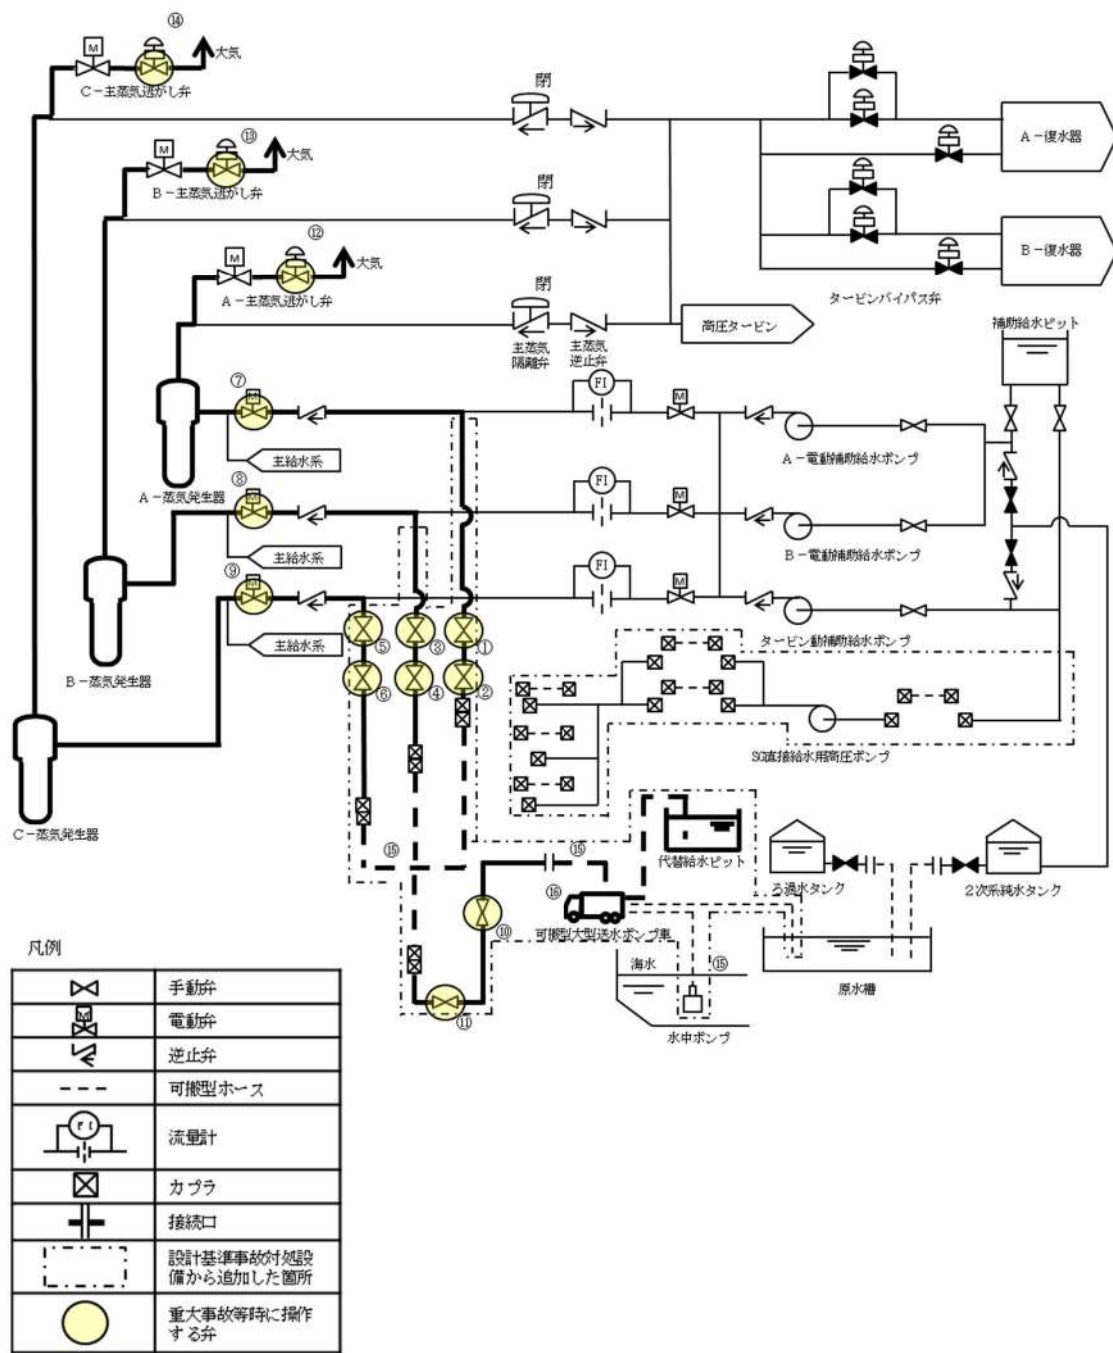 ⑭
M
大気
C－主蒸気逃がし弁
閉
A－復水器
⑬
M
大気
B－主蒸気逃がし弁
閉
⑫
M
大気
A－主蒸気逃がし弁
B－復水器
タービンバイパス弁
閉
主蒸気
隔離弁
主蒸気
逆止弁
高圧タービン
補助給水ピット
⑦
M
FI
M
主給水系
A－電動補助給水ポンプ
A－蒸気発生器
⑧
M
FI
M
主給水系
B－電動補助給水ポンプ
⑨
M
FI
M
主給水系
タービン動補助給水ポンプ
B－蒸気発生器
⑤
③
①
⑥
④
②
SG直接給水用高圧ポンプ
C－蒸気発生器
⑮
⑮
代替給水ピット
ろ過水タンク
2次系純水タンク
⑯
可搬型大型送水ポンプ車
⑩
⑪
海水
⑮
水中ポンプ
原水槽
凡例
手動弁
M
電動弁
逆止弁
可搬型ホース
FI
流量計
カプラ
接続口
設計基準事故対処設
備から追加した箇所
重大事故等時に操作
する弁